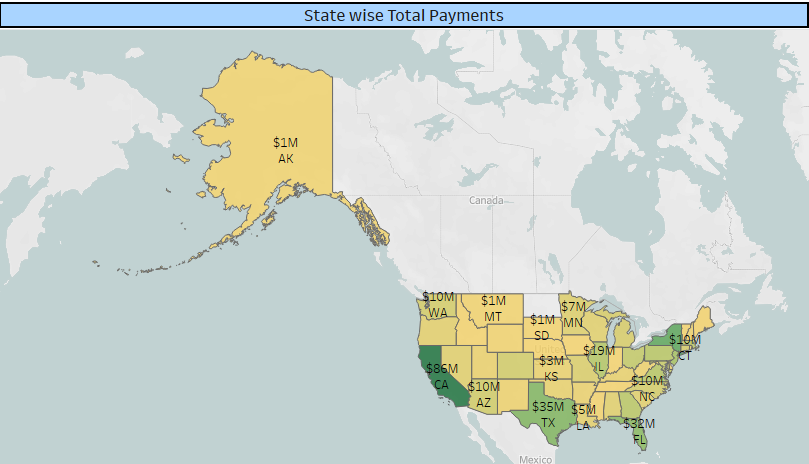 State wise Total Payments
$1M
AK
Canada
$10M
WA
$1M
MT
$7M
MN
$1M
SD
$10M
CT
$19M
IL
$3M
KS
$86M
CA
$10M
AZ
$10M
NC
$35M
TX
$5M
LA
$32M
FL
Mexico